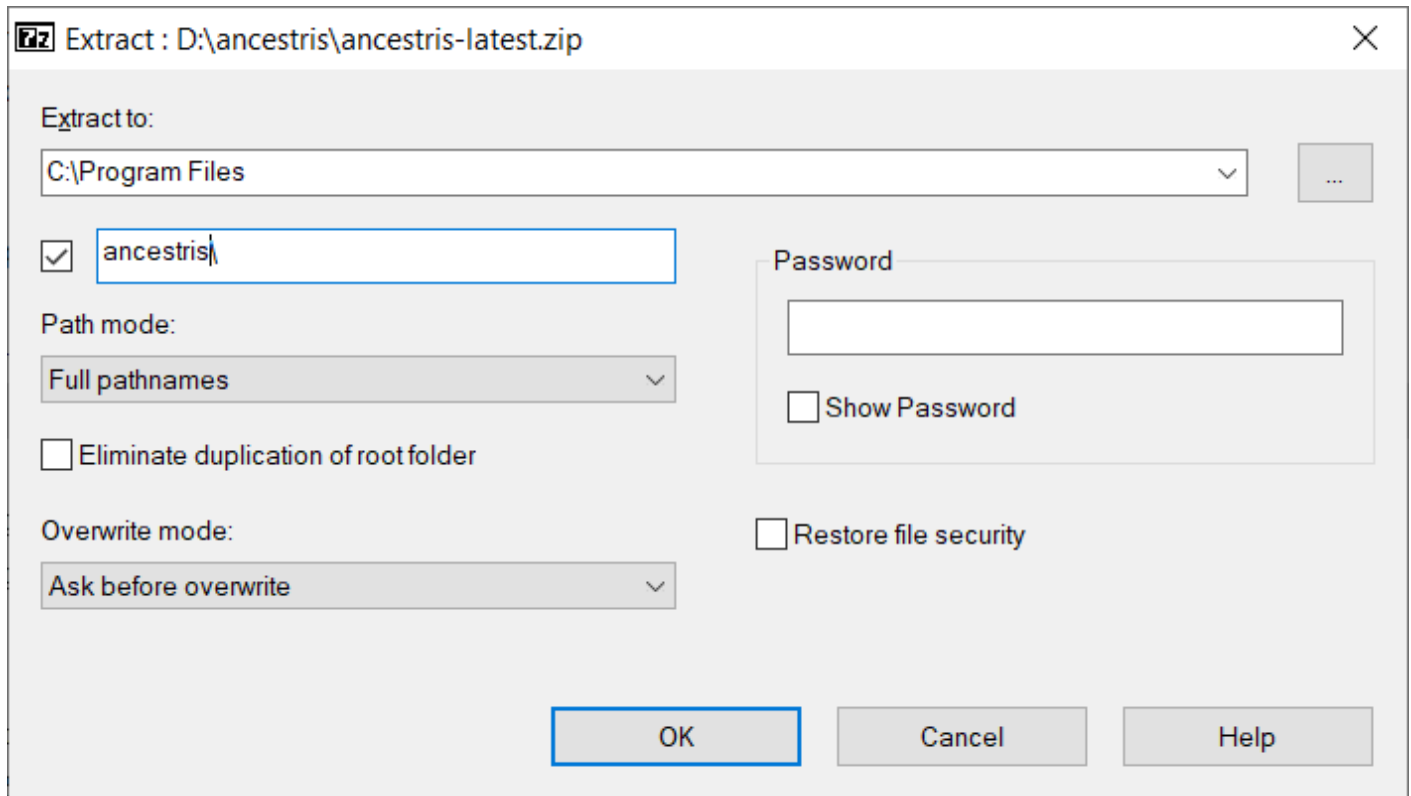 7z Extract : D:\ancestris\ancestris-latest.zip
Extract to:
C:\Program Files
...
ancestris\
Password
Path mode:
Full pathnames
Show Password
Eliminate duplication of root folder
Overwrite mode:
Restore file security
Ask before overwrite
OK
Cancel
Help